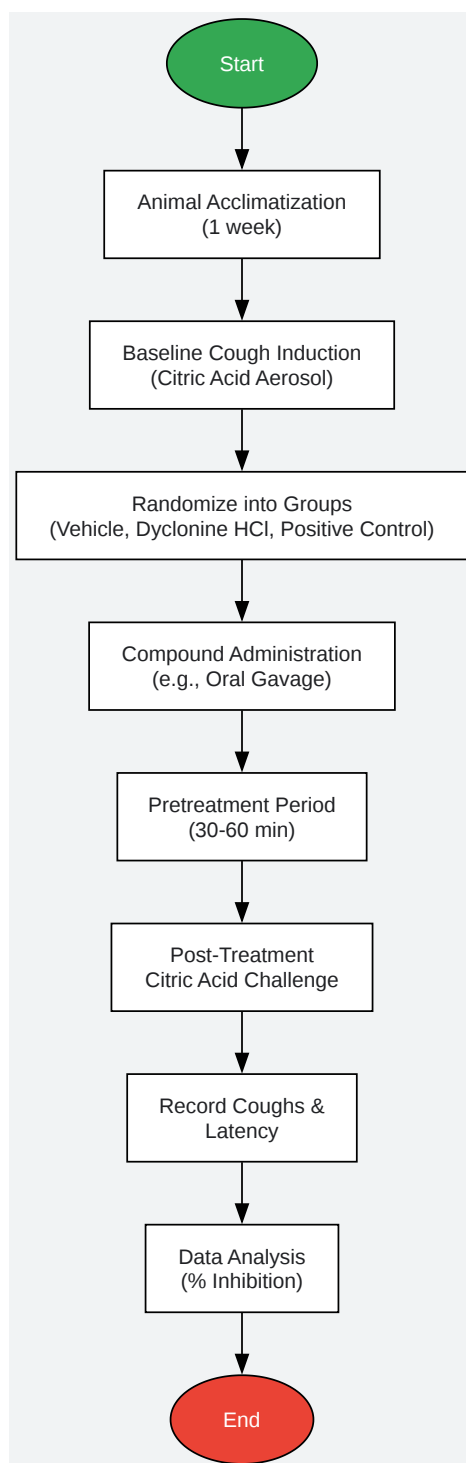 Start
Animal Acclimatization
(1 week)
Baseline Cough Induction
(Citric Acid Aerosol)
Randomize into Groups
(Vehicle, Dyclonine HCl, Positive Control)
Compound Administration
(e.g., Oral Gavage)
Pretreatment Period
(30-60 min)
Post-Treatment
Citric Acid Challenge
Record Coughs &
Latency
Data Analysis
(% Inhibition)
End